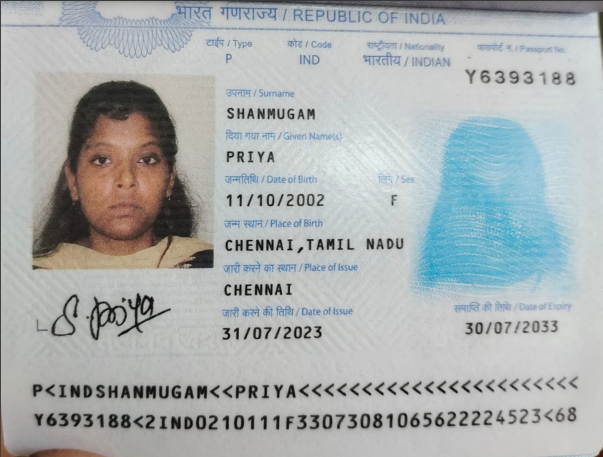 भारत गणराज्य / REPUBLIC OF INDIA
टाईप / Type कोड / Code राष्ट्रीयता / Nationality पासपोर्ट न. / Passport No.
P IND भारतीय / INDIAN Y6393188
उपनाम / Surname
SHANMUGAM
दिया गया नाम / Given Name(s)
PRIYA
जन्मतिथि / Date of Birth लिंग / Sex
11/10/2002 F
जन्म स्थान / Place of Birth
CHENNAI,TAMIL NADU
जारी करने का स्थान / Place of Issue
CHENNAI
जारी करने की तिथि / Date of Issue समाप्ति की तिथि / Date of Expiry
31/07/2023 30/07/2033
S. Priya
P<INDSHANMUGAM<<PRIYA<<<<<<<<<<<<<<<<<<<<<<<
Y6393188<2IND0210111F33073081065622224523<68